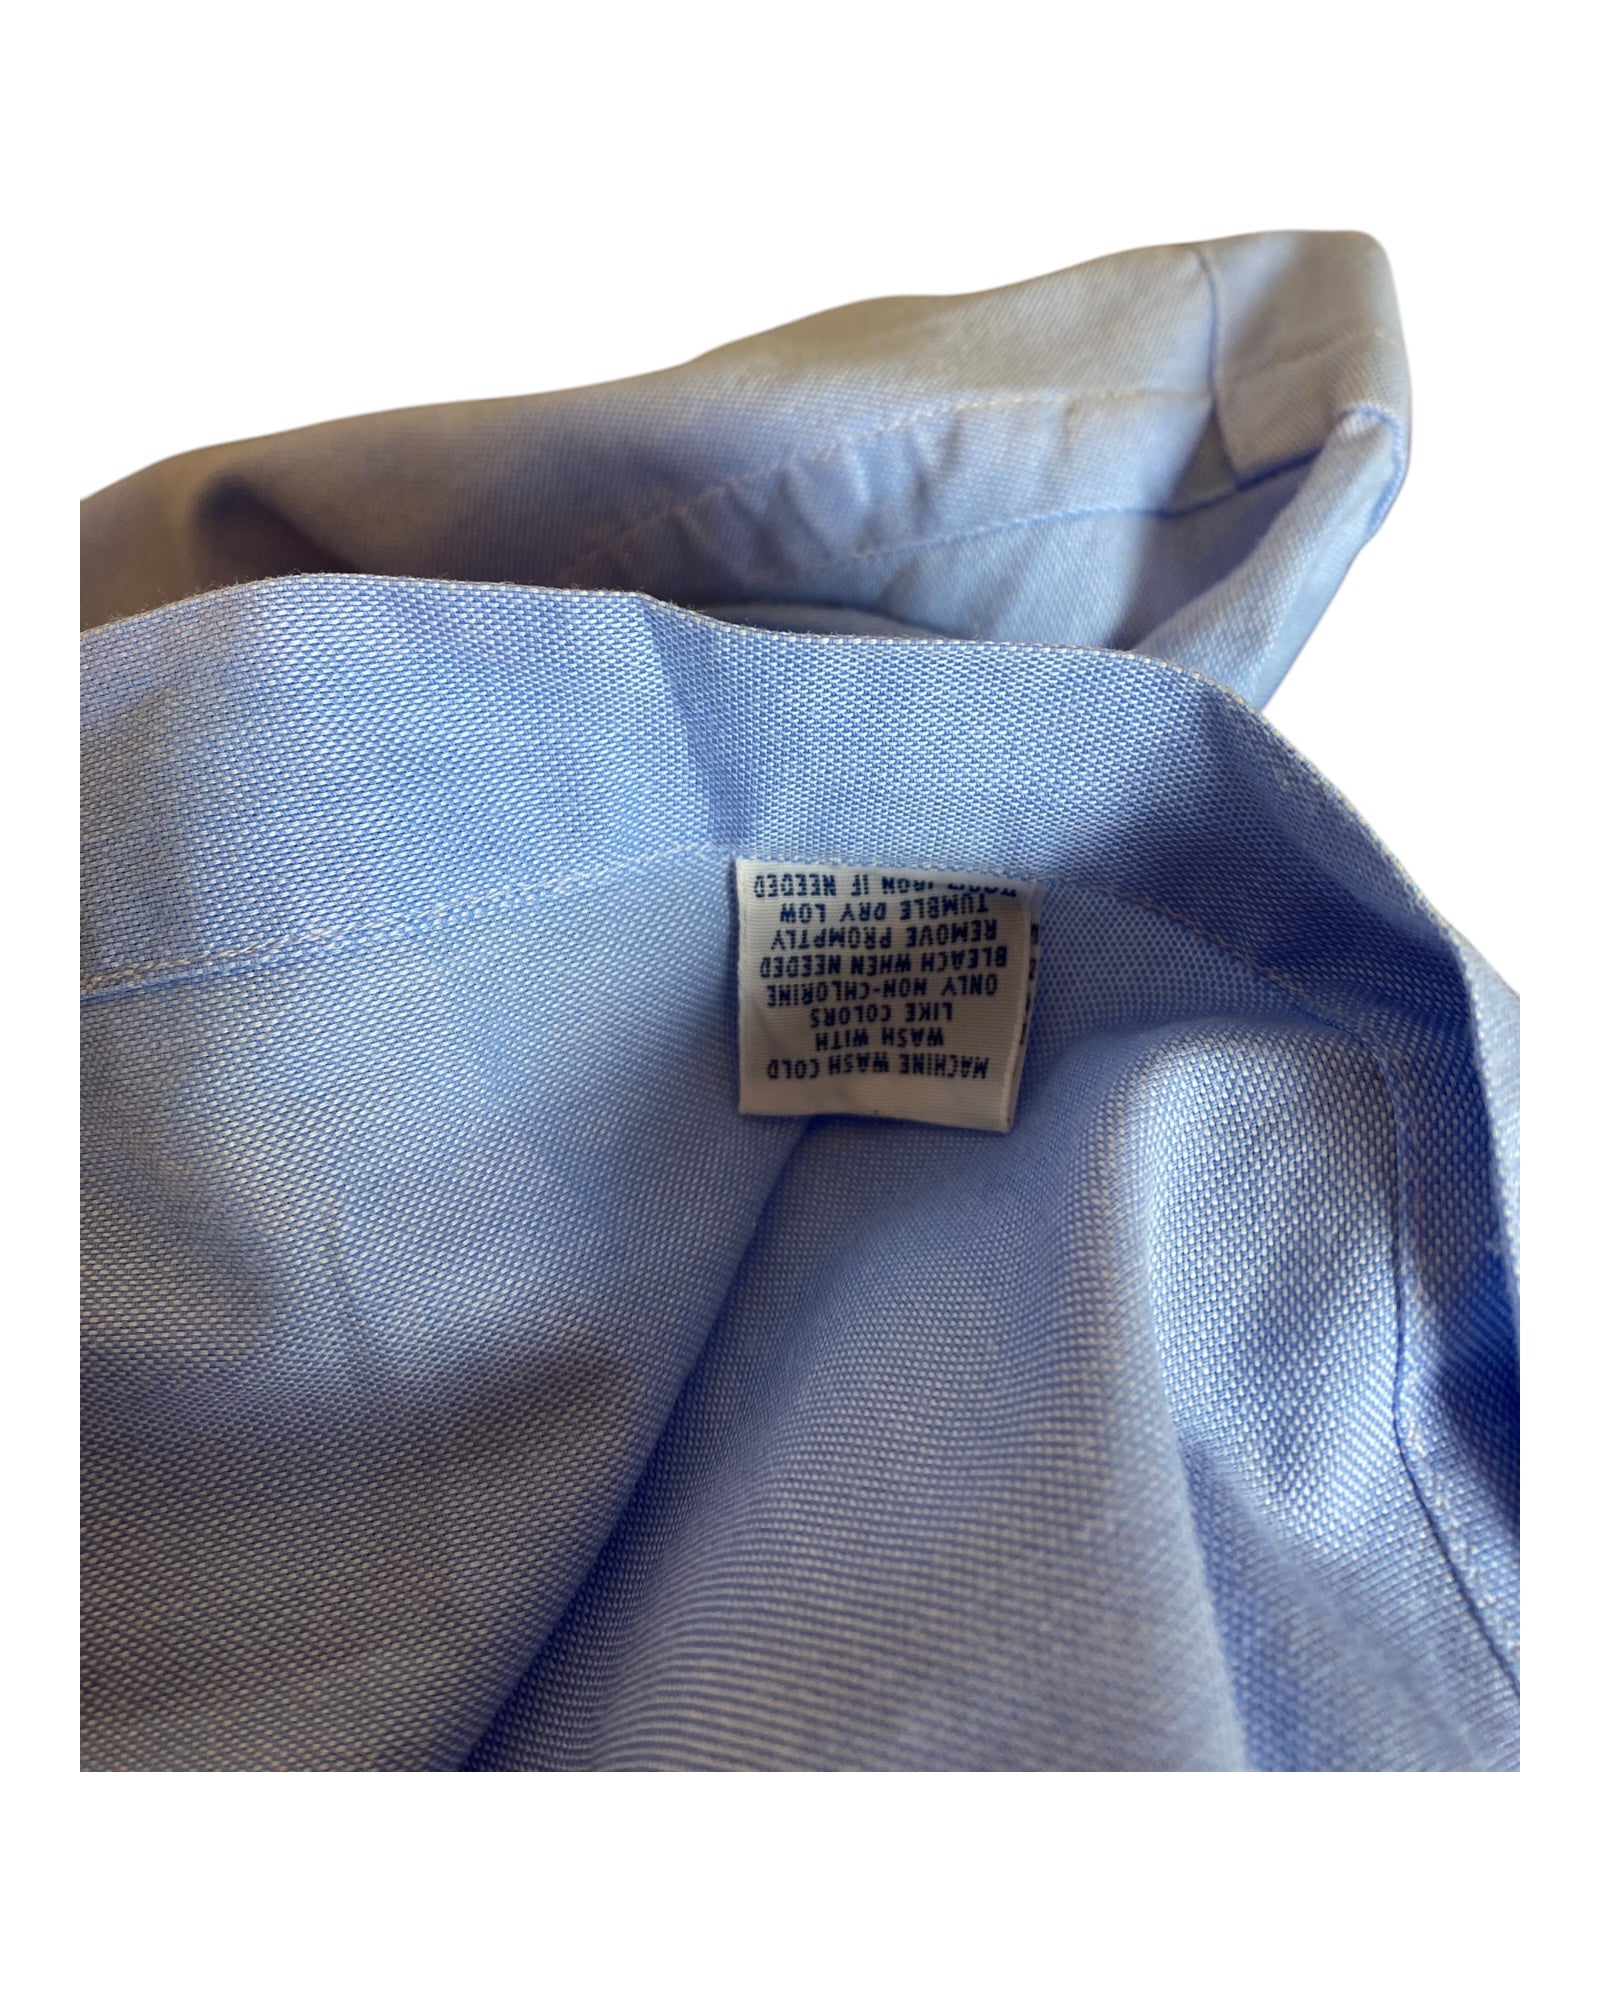 MACHINE WASH COLD
WASH WITH
LIKE COLORS
ONLY NON-CHLORINE
BLEACH WHEN NEEDED
REMOVE PROMPTLY
TUMBLE DRY LOW
IRON IF NEEDED